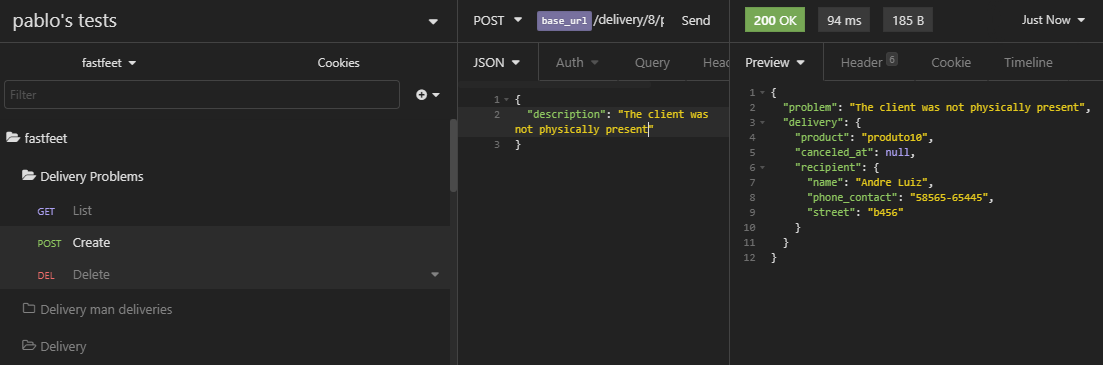 pablo's tests
fastfeet
Cookies
Filter
fastfeet
Delivery Problems
GET List
POST Create
DEL Delete
Delivery man deliveries
Delivery
POST base_url /delivery/8/p Send
JSON Auth Query Head
1 {
2 "description": "The client was
not physically present"
3 }
200 OK 94 ms 185 B Just Now
Preview Header 6 Cookie Timeline
1 {
2 "problem": "The client was not physically present",
3 "delivery": {
4 "product": "produto10",
5 "canceled_at": null,
6 "recipient": {
7 "name": "Andre Luiz",
8 "phone_contact": "58565-65445",
9 "street": "b456"
10 }
11 }
12 }